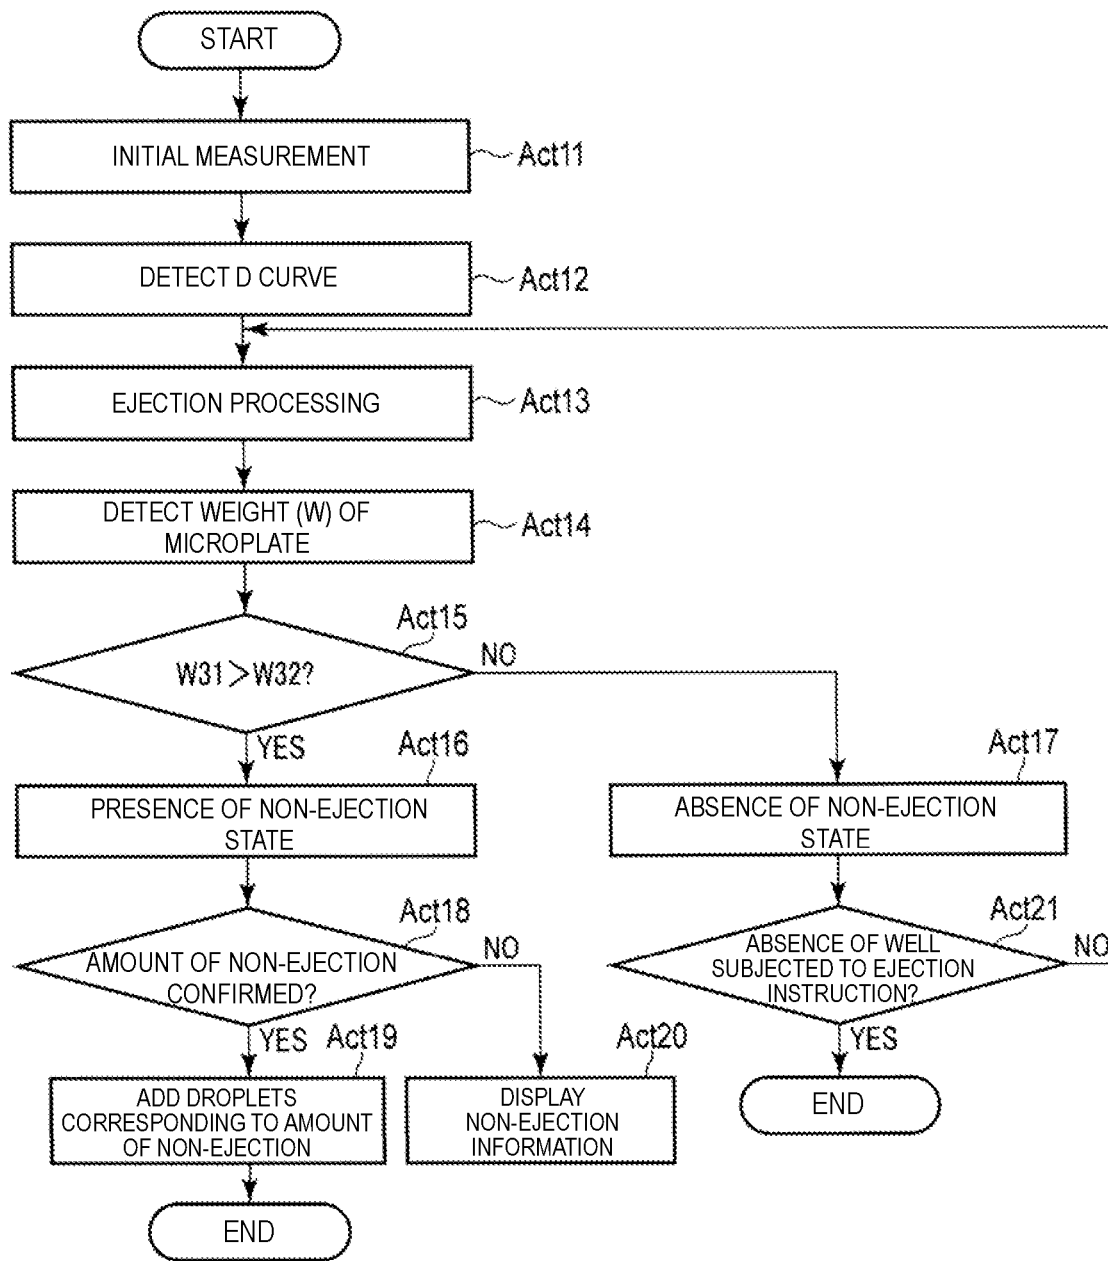 START
INITIAL MEASUREMENT
Act11
DETECT D CURVE
Act12
EJECTION PROCESSING
Act13
DETECT WEIGHT (W) OF
MICROPLATE
Act14
Act15
W31＞W32?
NO
YES
Act16
PRESENCE OF NON-EJECTION
STATE
Act17
ABSENCE OF NON-EJECTION
STATE
Act18
AMOUNT OF NON-EJECTION
CONFIRMED?
NO
YES
Act21
ABSENCE OF WELL
SUBJECTED TO EJECTION
INSTRUCTION?
NO
YES
Act19
ADD DROPLETS
CORRESPONDING TO AMOUNT
OF NON-EJECTION
Act20
DISPLAY
NON-EJECTION
INFORMATION
END
END